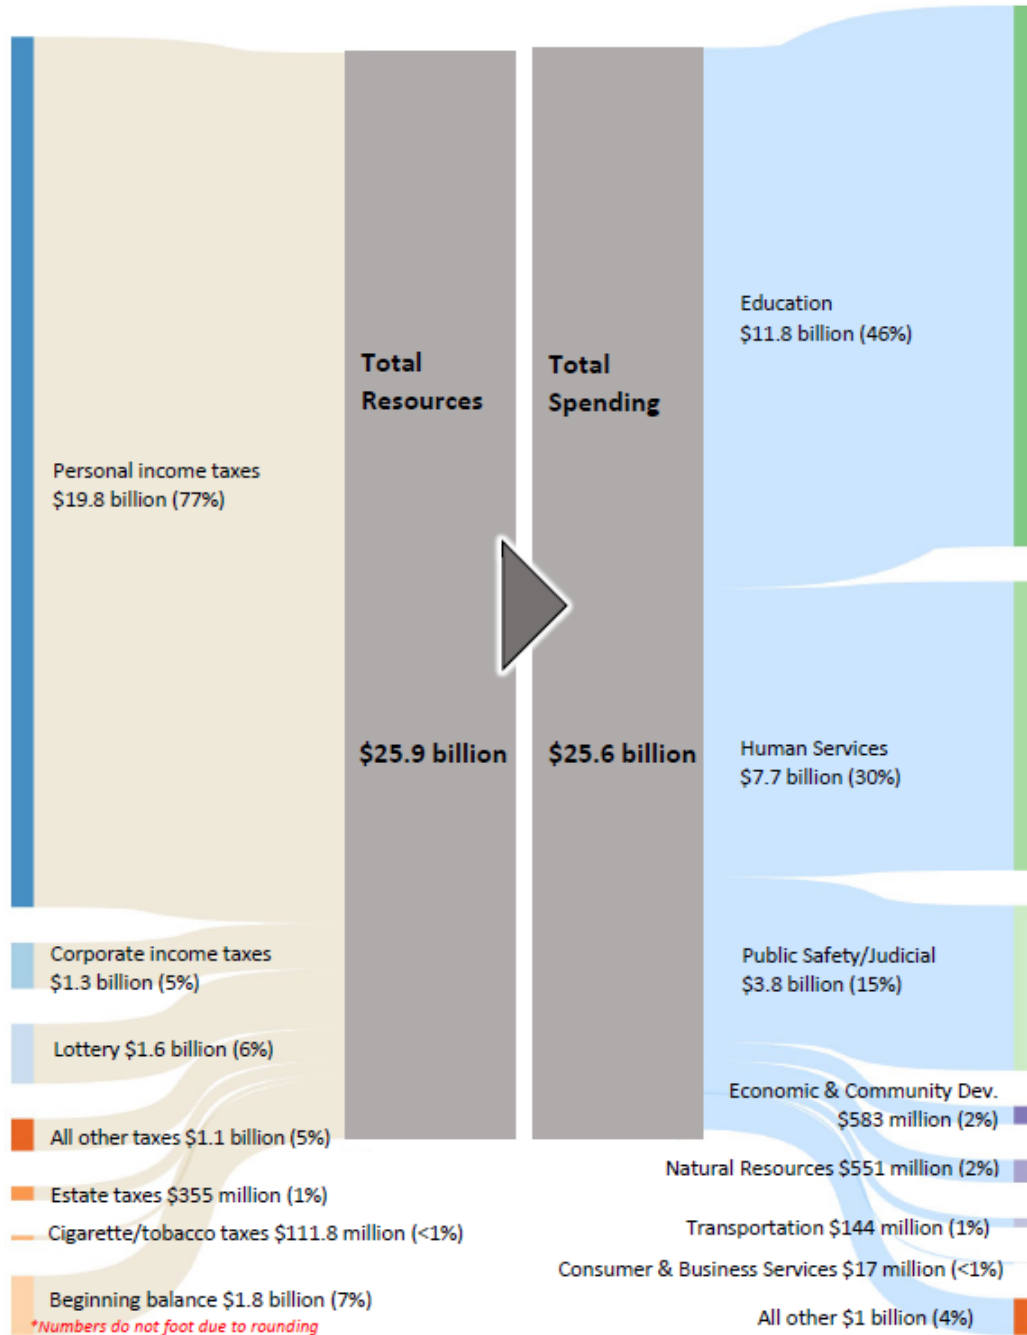 Personal income taxes
$19.8 billion (77%)
Corporate income taxes
$1.3 billion (5%)
Lottery $1.6 billion (6%)
All other taxes $1.1 billion (5%)
Estate taxes $355 million (1%)
Cigarette/tobacco taxes $111.8 million (<1%)
Beginning balance $1.8 billion (7%)
*Numbers do not foot due to rounding
Total
Resources
$25.9 billion
Total
Spending
$25.6 billion
Education
$11.8 billion (46%)
Human Services
$7.7 billion (30%)
Public Safety/Judicial
$3.8 billion (15%)
Economic & Community Dev.
$583 million (2%)
Natural Resources $551 million (2%)
Transportation $144 million (1%)
Consumer & Business Services $17 million (<1%)
All other $1 billion (4%)